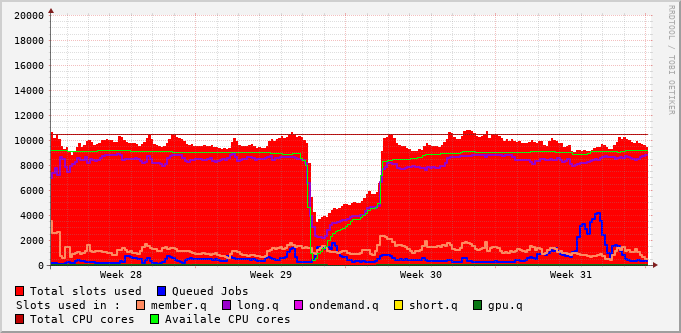 20000
18000
16000
14000
12000
10000
8000
6000
4000
2000
0
Week 28 Week 29 Week 30 Week 31
RRDTOOL / TOBI OETIKER
Total slots used Queued Jobs
Slots used in : member.q long.q ondemand.q short.q gpu.q
Total CPU cores Availale CPU cores